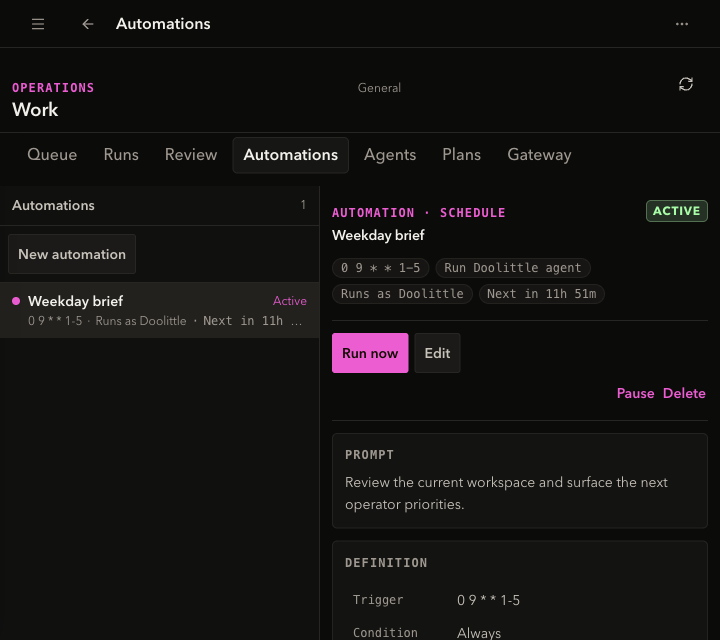 Automations
OPERATIONS
Work
General
Queue Runs Review Automations Agents Plans Gateway
Automations 1
New automation
Weekday brief Active
0 9 * * 1-5 · Runs as Doolittle · Next in 11h …
AUTOMATION · SCHEDULE
ACTIVE
Weekday brief
0 9 * * 1-5 Run Doolittle agent
Runs as Doolittle Next in 11h 51m
Run now Edit
Pause Delete
PROMPT
Review the current workspace and surface the next
operator priorities.
DEFINITION
Trigger 0 9 * * 1-5
Condition Always